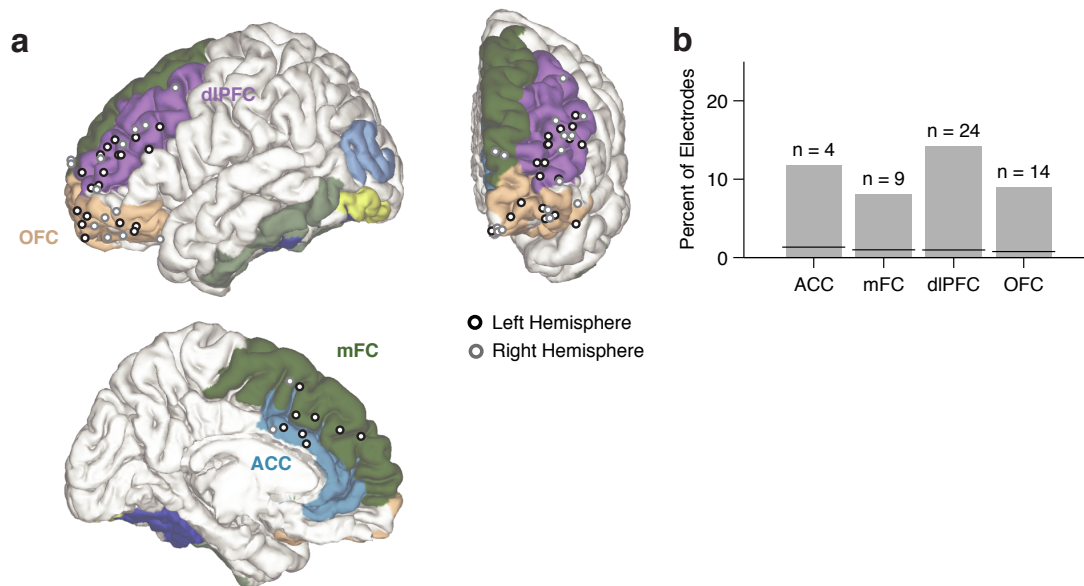 a
dlPFC
OFC
Left Hemisphere
Right Hemisphere
mFC
ACC
b
Percent of Electrodes
20
10
0
n = 4
n = 9
n = 24
n = 14
ACC
mFC
dlPFC
OFC